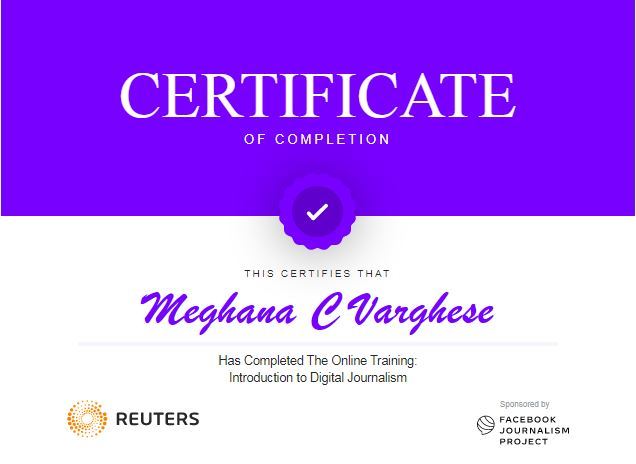 CERTIFICATE
OF COMPLETION
THIS CERTIFIES THAT
Meghana C Varghese
Has Completed The Online Training:
Introduction to Digital Journalism
REUTERS
Sponsored by
FACEBOOK
JOURNALISM
PROJECT